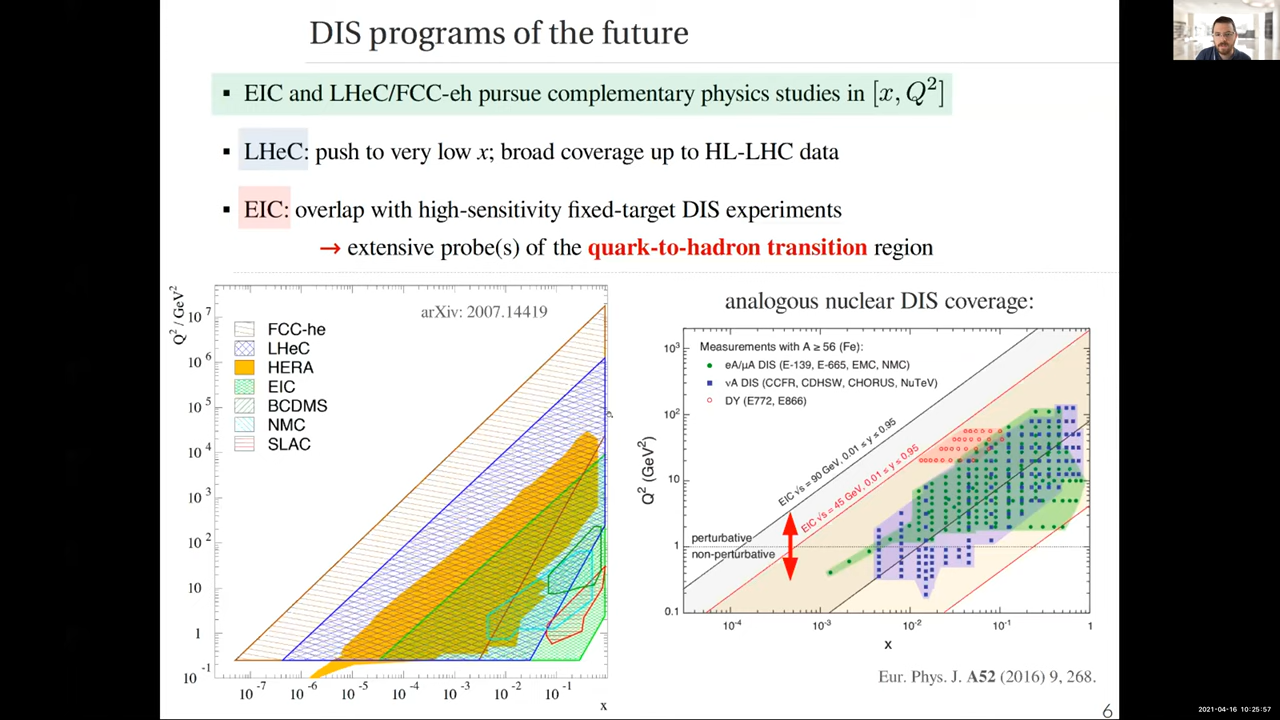 DIS programs of the future
▪ EIC and LHeC/FCC-eh pursue complementary physics studies in [x, Q²]
▪ LHeC: push to very low x; broad coverage up to HL-LHC data
▪ EIC: overlap with high-sensitivity fixed-target DIS experiments
→ extensive probe(s) of the quark-to-hadron transition region
Q² / GeV²
arXiv: 2007.14419
FCC-he
LHeC
HERA
EIC
BCDMS
NMC
SLAC
10⁷
10⁶
10⁵
10⁴
10³
10²
10
1
10⁻¹
10⁻⁷ 10⁻⁶ 10⁻⁵ 10⁻⁴ 10⁻³ 10⁻² 10⁻¹
x
analogous nuclear DIS coverage:
Measurements with A ≥ 56 (Fe):
eA/μA DIS (E-139, E-665, EMC, NMC)
νA DIS (CCFR, CDHSW, CHORUS, NuTeV)
DY (E772, E866)
EIC √s = 90 GeV, 0.01 ≤ y ≤ 0.95
EIC √s = 45 GeV, 0.01 ≤ y ≤ 0.95
perturbative
non-perturbative
Q² (GeV²)
10³
10²
10
1
0.1
10⁻⁴ 10⁻³ 10⁻² 10⁻¹ 1
x
Eur. Phys. J. A52 (2016) 9, 268.
6
2021-04-16 10:25:57